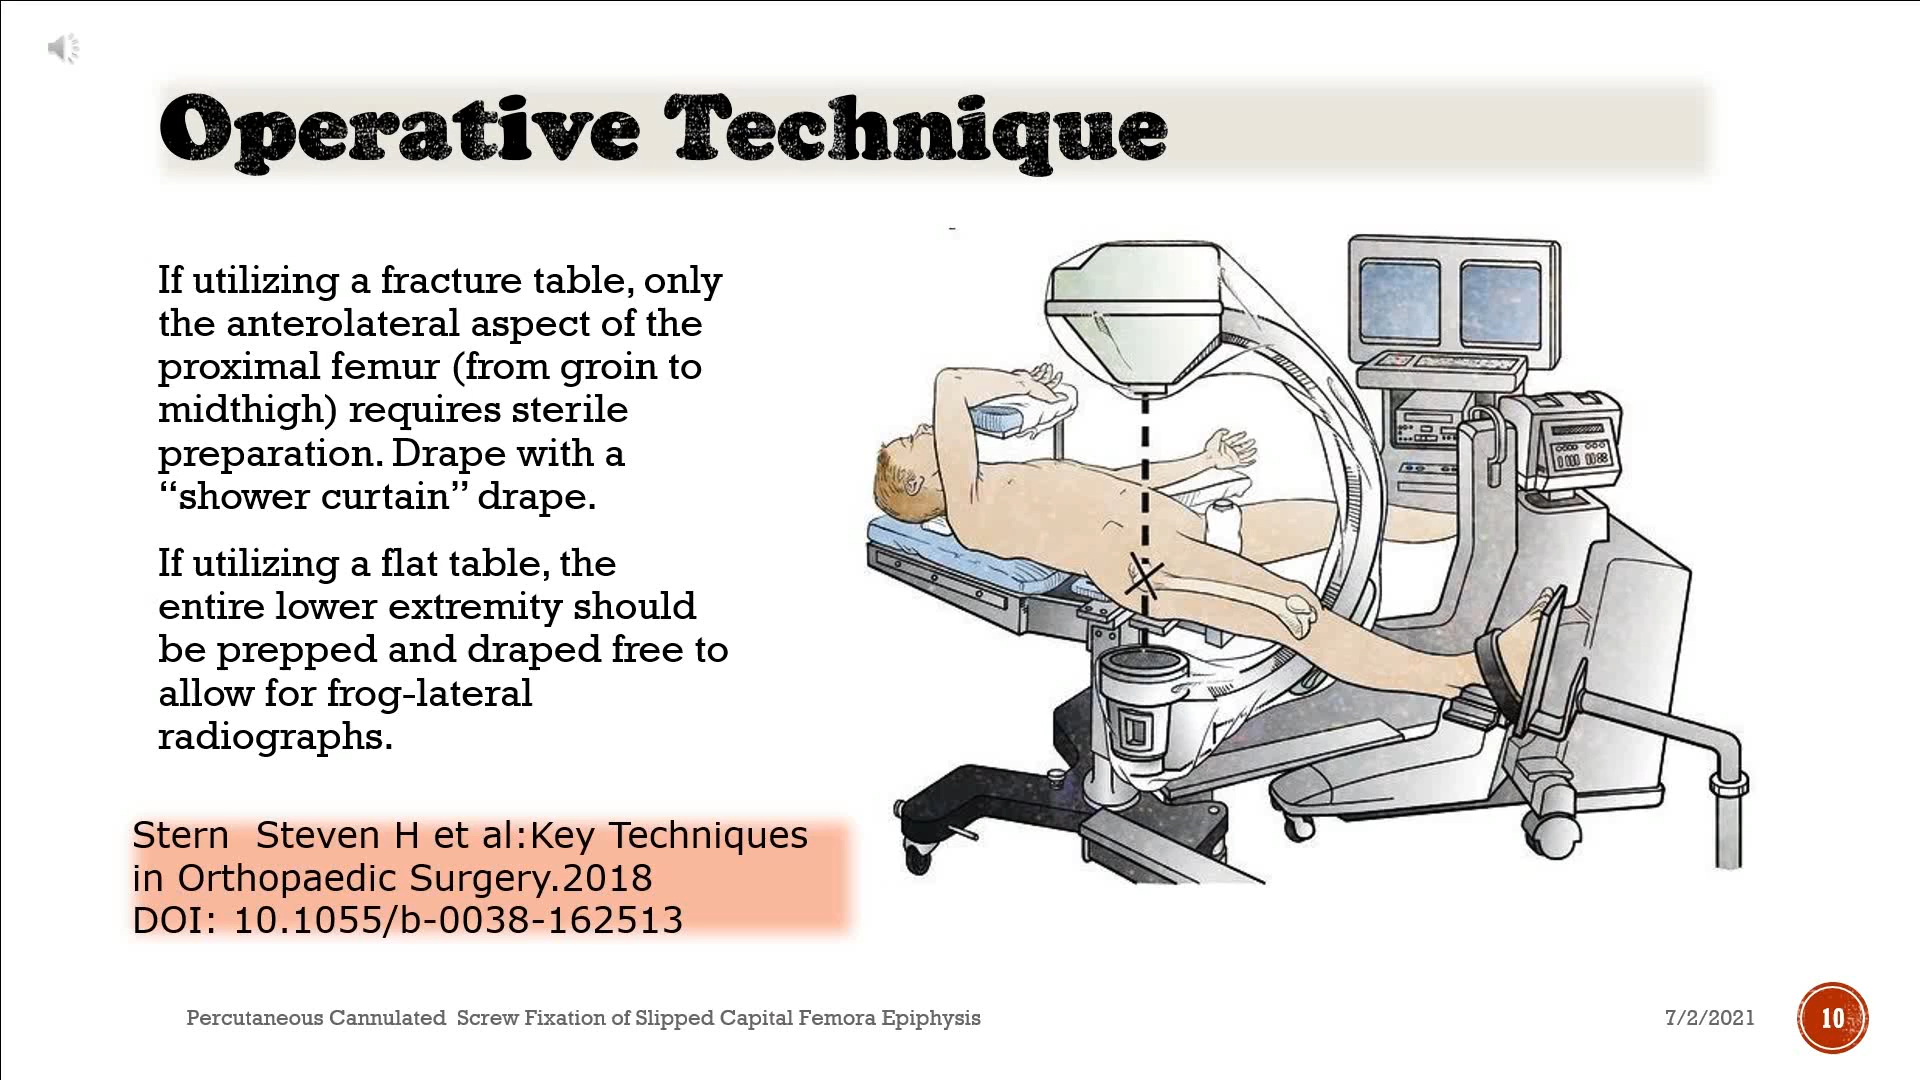 Operative Technique
If utilizing a fracture table, only
the anterolateral aspect of the
proximal femur (from groin to
midthigh) requires sterile
preparation. Drape with a
“shower curtain” drape.
If utilizing a flat table, the
entire lower extremity should
be prepped and draped free to
allow for frog-lateral
radiographs.
Stern  Steven H et al:Key Techniques
in Orthopaedic Surgery.2018
DOI: 10.1055/b-0038-162513
Percutaneous Cannulated  Screw Fixation of Slipped Capital Femora Epiphysis
7/2/2021
10